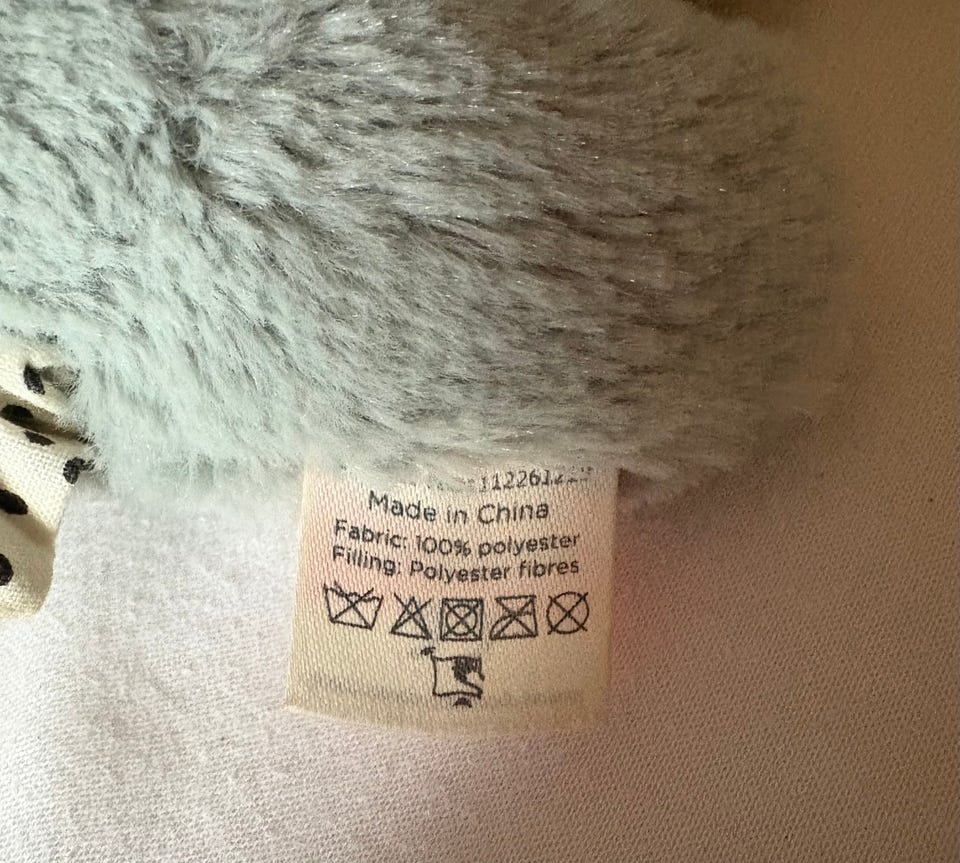 Made in China
Fabric: 100% polyester
Filling: Polyester fibres